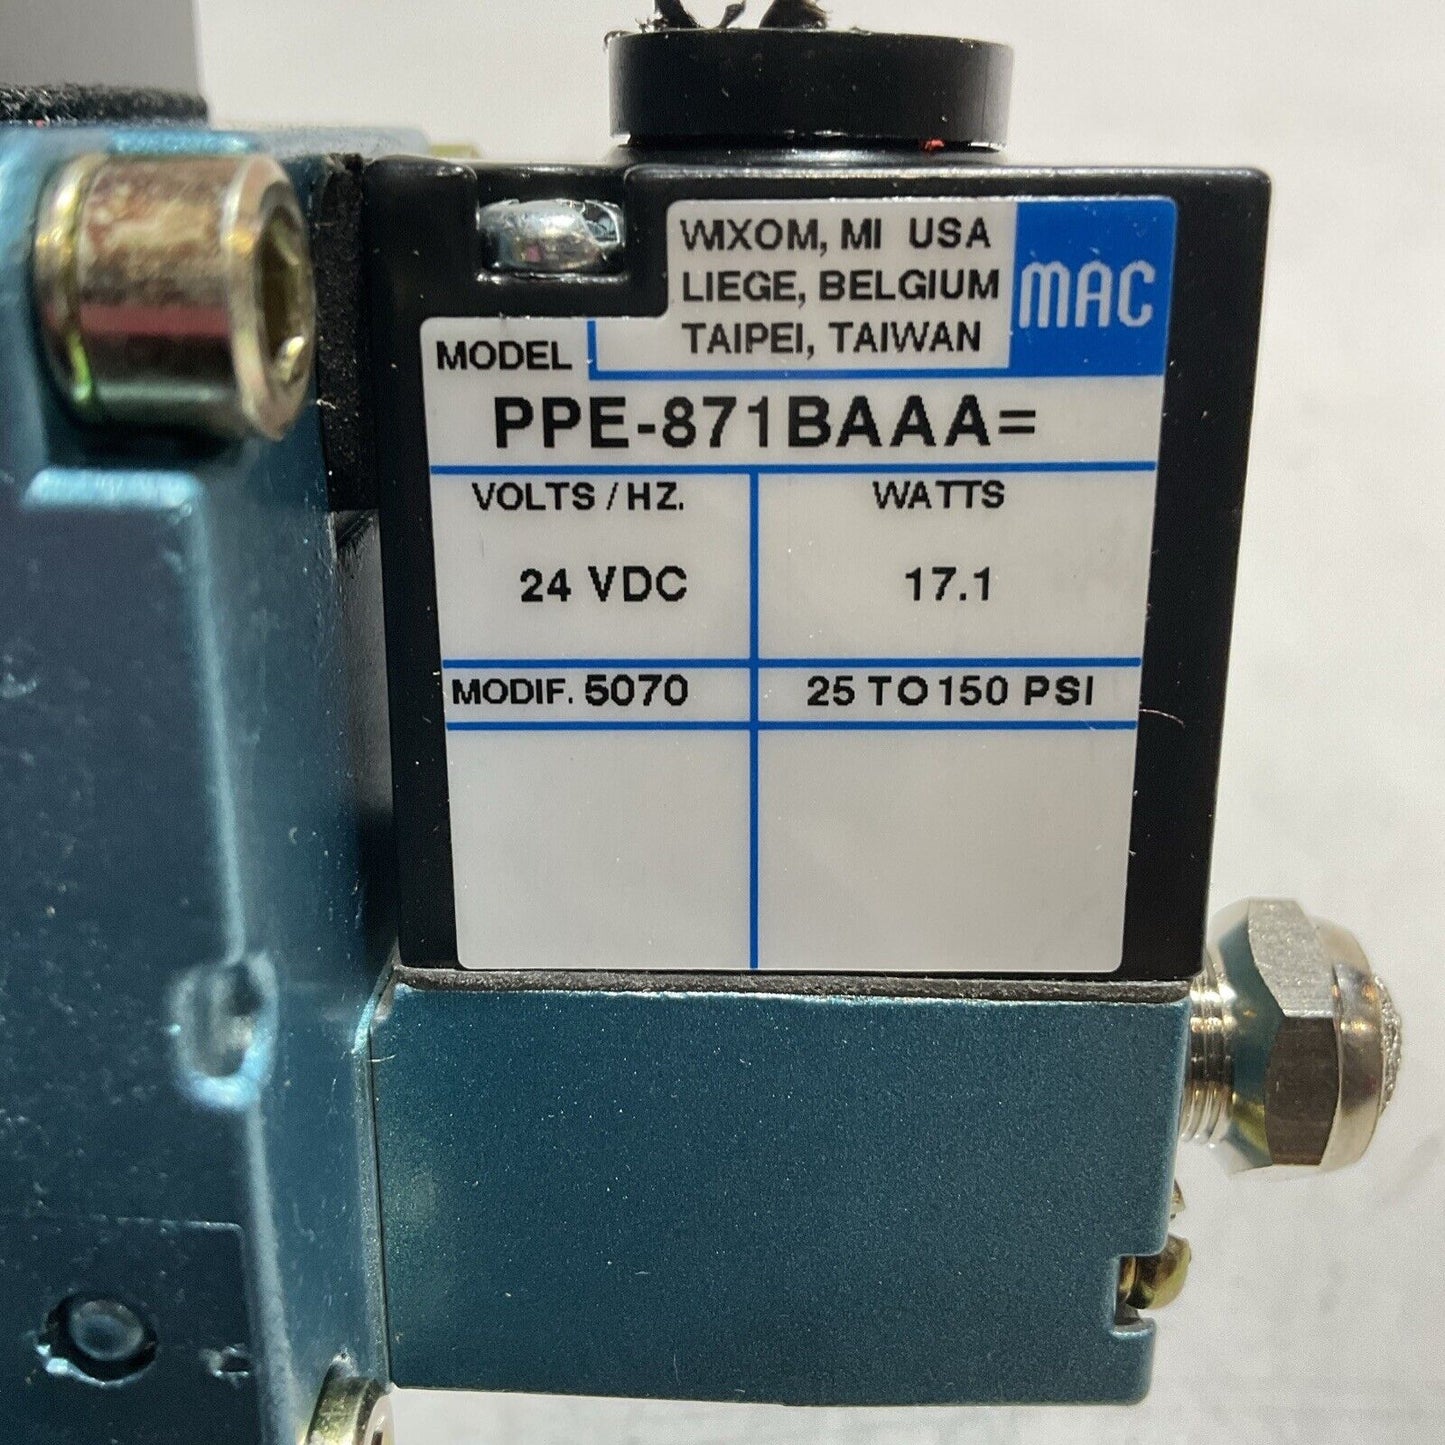 WIXOM, MI USA
LIEGE, BELGIUM
TAIPEI, TAIWAN
MAC
MODEL
PPE-871BAAA=
VOLTS / HZ.
WATTS
24 VDC
17.1
MODIF. 5070
25 TO 150 PSI